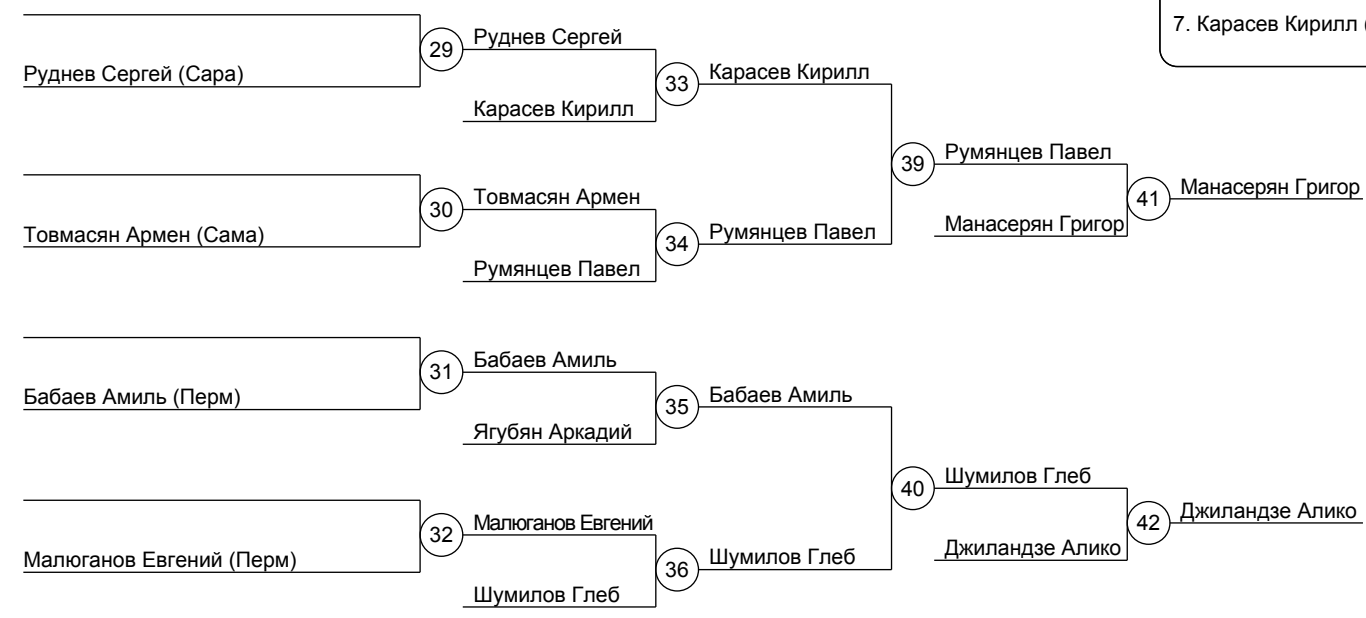 7. Карасев Кирилл (
29
Руднев Сергей
Руднев Сергей (Сара)
33
Карасев Кирилл
Карасев Кирилл
39
Румянцев Павел
30
Товмасян Армен
41
Манасерян Григор
Товмасян Армен (Сама)
34
Румянцев Павел
Манасерян Григор
Румянцев Павел
31
Бабаев Амиль
Бабаев Амиль (Перм)
35
Бабаев Амиль
Ягубян Аркадий
40
Шумилов Глеб
32
Малюганов Евгений
42
Джиландзе Алико
Малюганов Евгений (Перм)
36
Шумилов Глеб
Джиландзе Алико
Шумилов Глеб